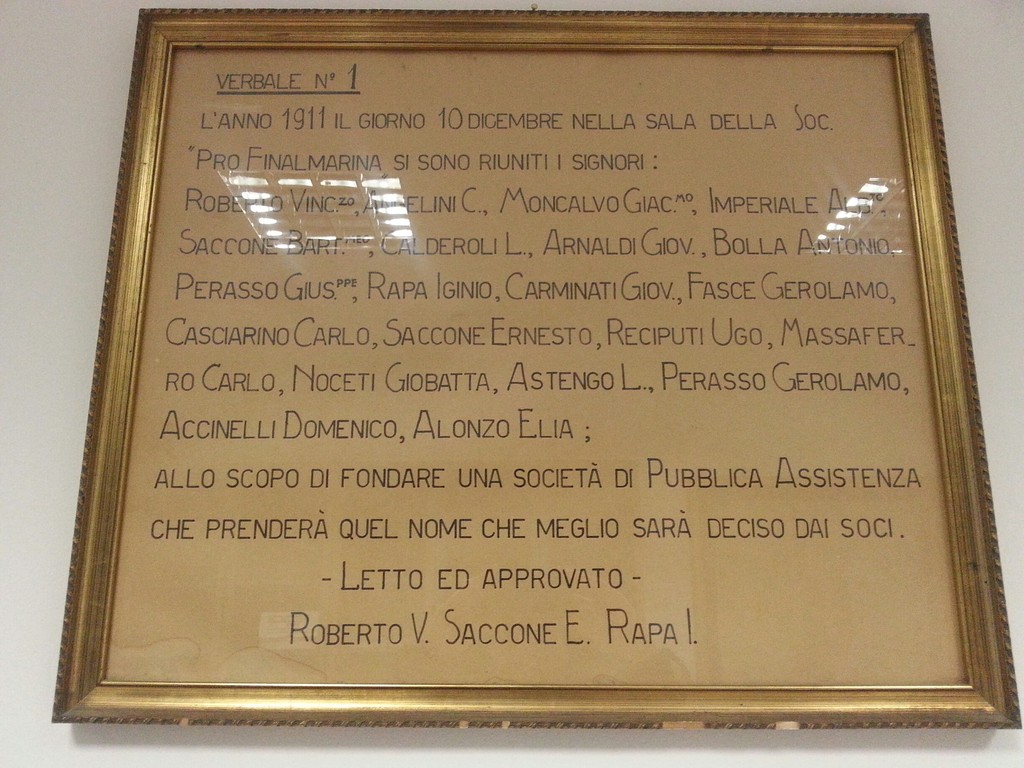 VERBALE Nº 1
L'ANNO 1911 IL GIORNO 10 DICEMBRE NELLA SALA DELLA SOC.
"PRO FINALMARINA" SI SONO RIUNITI I SIGNORI :
ROBERTO VINC.ZO, ANGELINI C., MONCALVO GIAC.MO, IMPERIALE
SACCONE BART.MEO, CALDEROLI L., ARNALDI GIOV., BOLLA ANTONIO,
PERASSO GIUS.PPE, RAPA IGINIO, CARMINATI GIOV., FASCE GEROLAMO,
CASCIARINO CARLO, SACCONE ERNESTO, RECIPUTI UGO, MASSAFER_
RO CARLO, NOCETI GIOBATTA, ASTENGO L., PERASSO GEROLAMO,
ACCINELLI DOMENICO, ALONZO ELIA ;
ALLO SCOPO DI FONDARE UNA SOCIETÀ DI PUBBLICA ASSISTENZA
CHE PRENDERÀ QUEL NOME CHE MEGLIO SARÀ DECISO DAI SOCI.
- LETTO ED APPROVATO -
ROBERTO V. SACCONE E. RAPA I.